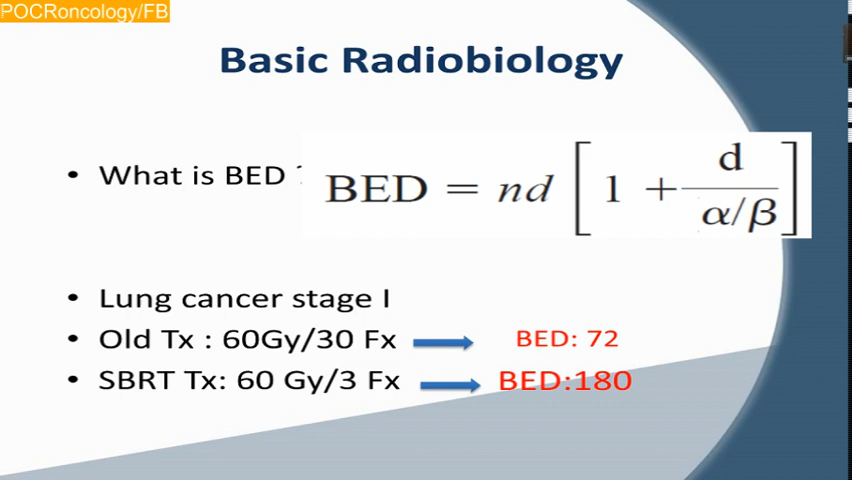 POCRoncology/FB
Basic Radiobiology
• What is BED ?
BED = nd [ 1 + d / α/β ]
• Lung cancer stage I
• Old Tx : 60Gy/30 Fx BED: 72
• SBRT Tx: 60 Gy/3 Fx BED:180